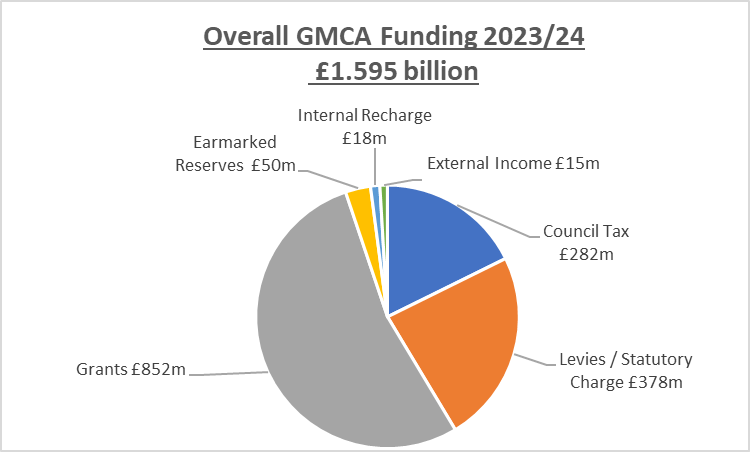 Overall GMCA Funding 2023/24
£1.595 billion
Internal Recharge
£18m
Earmarked
Reserves £50m
External Income £15m
Council Tax
£282m
Levies / Statutory
Charge £378m
Grants £852m